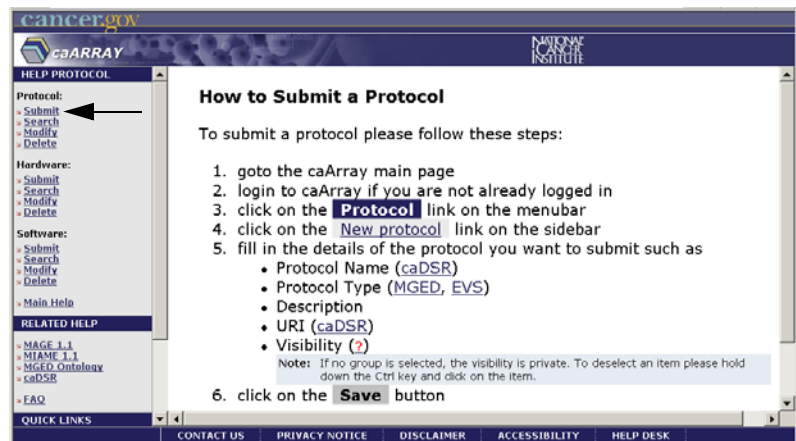 cancer.gov
caARRAY
NATIONAL
CANCER
INSTITUTE
HELP PROTOCOL
Protocol:
» Submit
» Search
» Modify
» Delete
Hardware:
» Submit
» Search
» Modify
» Delete
Software:
» Submit
» Search
» Modify
» Delete
» Main Help
RELATED HELP
» MAGE 1.1
» MIAME 1.1
» MGED Ontology
» caDSR
» FAQ
QUICK LINKS
How to Submit a Protocol
To submit a protocol please follow these steps:
1. goto the caArray main page
2. login to caArray if you are not already logged in
3. click on the Protocol link on the menubar
4. click on the New protocol link on the sidebar
5. fill in the details of the protocol you want to submit such as
• Protocol Name (caDSR)
• Protocol Type (MGED, EVS)
• Description
• URI (caDSR)
• Visibility (?)
Note: If no group is selected, the visibility is private. To deselect an item please hold
down the Ctrl key and click on the item.
6. click on the Save button
CONTACT US PRIVACY NOTICE DISCLAIMER ACCESSIBILITY HELP DESK